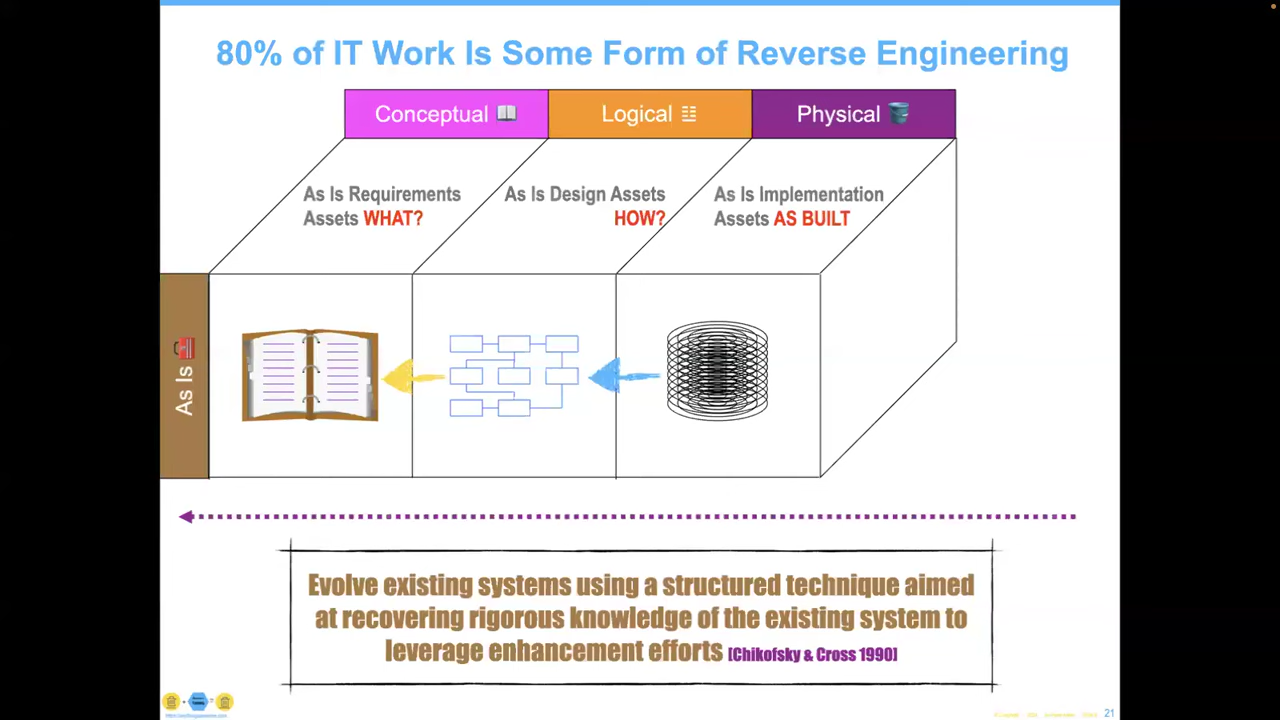 80% of IT Work Is Some Form of Reverse Engineering
Conceptual
Logical
Physical
As Is Requirements
Assets WHAT?
As Is Design Assets
HOW?
As Is Implementation
Assets AS BUILT
As Is
Evolve existing systems using a structured technique aimed
at recovering rigorous knowledge of the existing system to
leverage enhancement efforts [Chikofsky & Cross 1990]
21